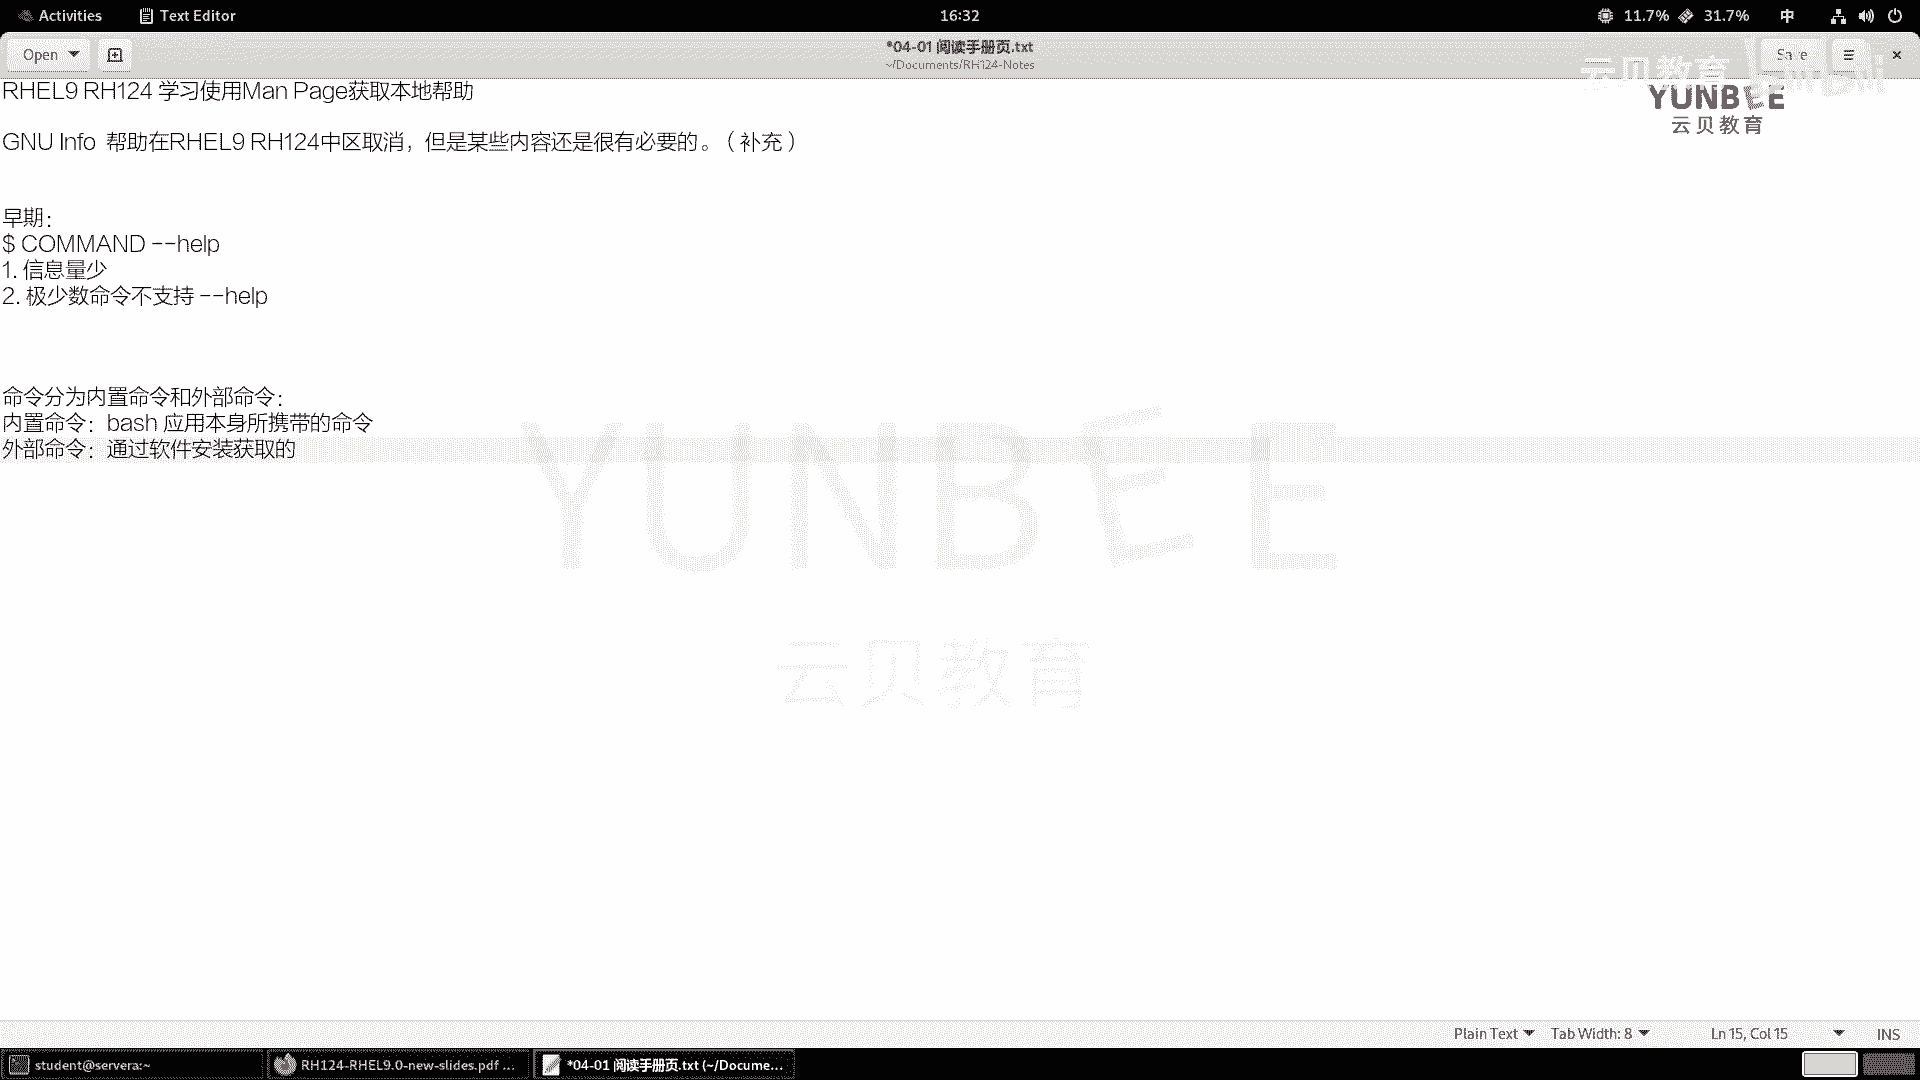 Activities
Text Editor
16:32
11.7%
31.7%
中
Open
*04-01 阅读手册页.txt
~/Documents/RH124-Notes
Save
云贝教育
bilibili
YUNBEE
云贝教育
RHEL9 RH124 学习使用Man Page获取本地帮助
GNU Info 帮助在RHEL9 RH124中区取消，但是某些内容还是很有必要的。（补充）
早期：
$ COMMAND --help
1. 信息量少
2. 极少数命令不支持 --help
命令分为内置命令和外部命令：
内置命令：bash 应用本身所携带的命令
外部命令：通过软件安装获取的
YUNBEE
云贝教育
Plain Text
Tab Width: 8
Ln 15, Col 15
INS
student@servera:~
RH124-RHEL9.0-new-slides.pdf ...
*04-01 阅读手册页.txt (~/Docume...